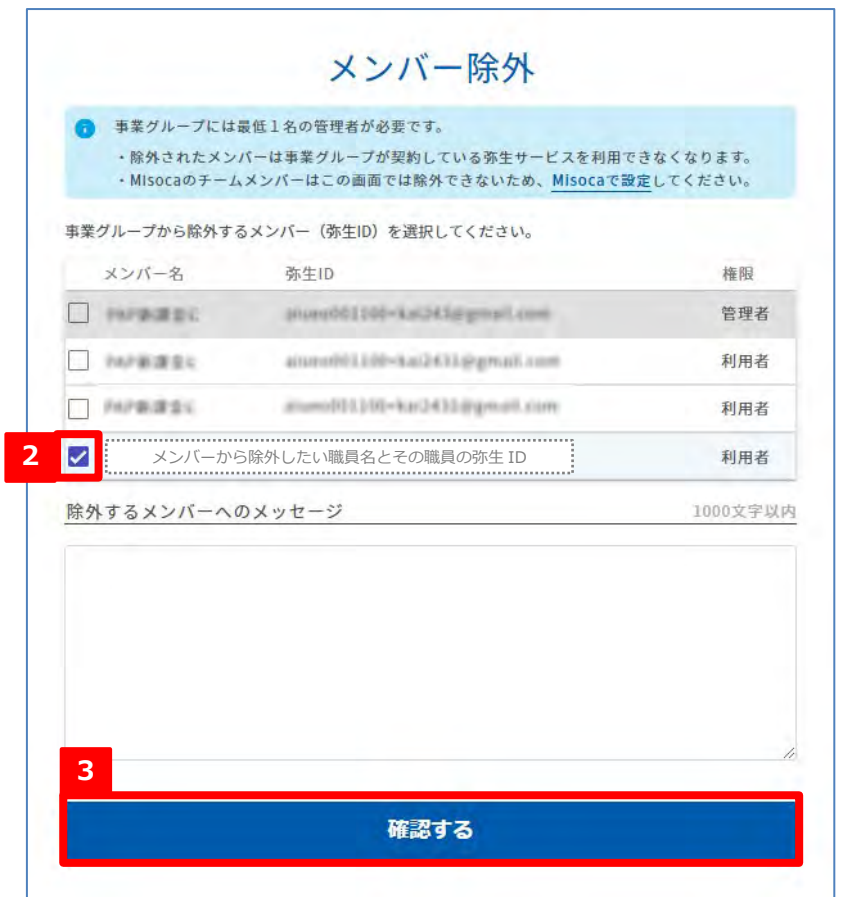 メンバー除外
事業グループには最低１名の管理者が必要です。
・除外されたメンバーは事業グループが契約している弥生サービスを利用できなくなります。
・Misocaのチームメンバーはこの画面では除外できないため、Misocaで設定してください。
事業グループから除外するメンバー（弥生ID）を選択してください。
メンバー名 弥生ID 権限
管理者
利用者
利用者
2 メンバーから除外したい職員名とその職員の弥生 ID 利用者
除外するメンバーへのメッセージ 1000文字以内
3
確認する